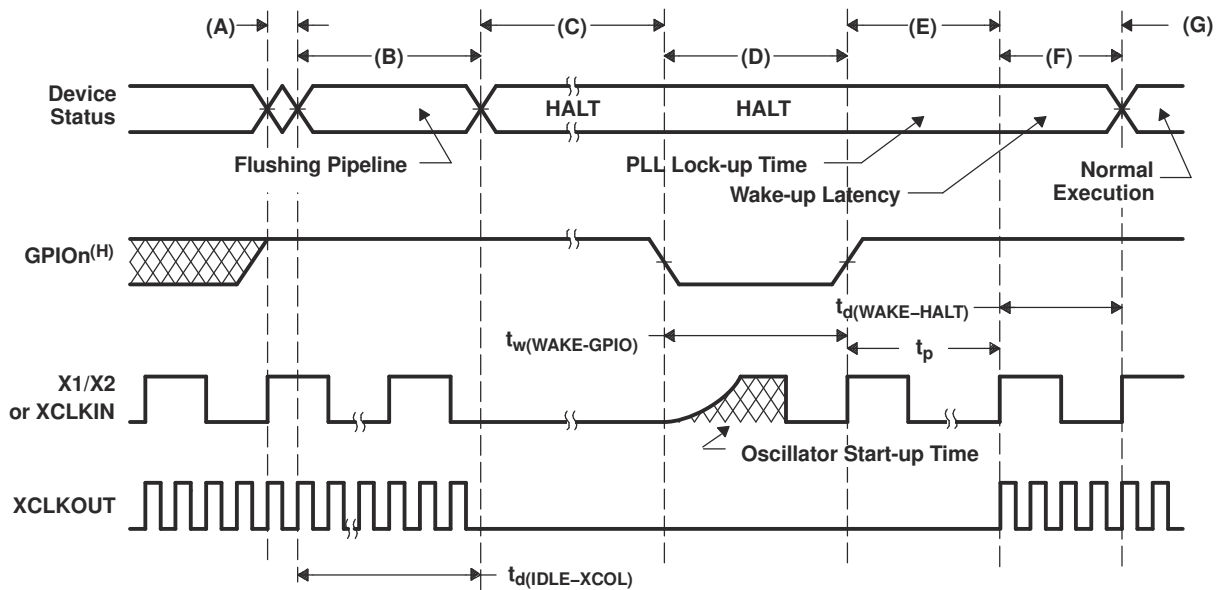 (A)
(C)
(E)
(G)
(B)
(D)
(F)
Device
Status
HALT
HALT
Flushing Pipeline
PLL Lock-up Time
Wake-up Latency
Normal
Execution
GPIOn(H)
td(WAKE−HALT)
tw(WAKE-GPIO)
tp
X1/X2
or XCLKIN
Oscillator Start-up Time
XCLKOUT
td(IDLE−XCOL)